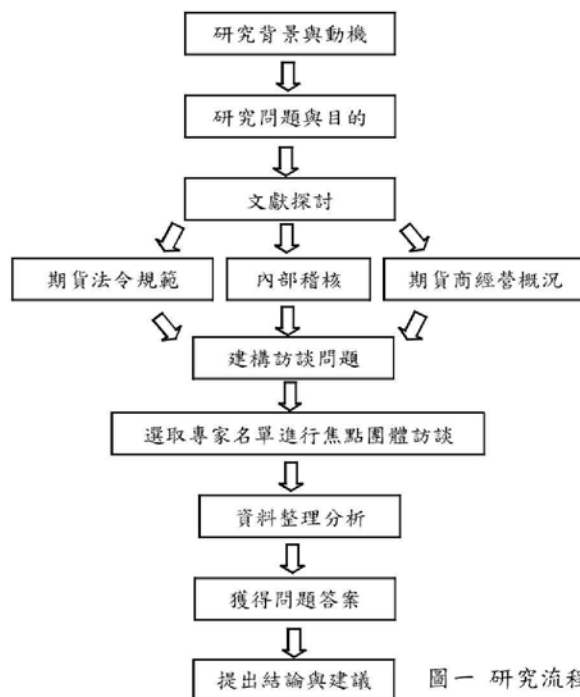 研究背景與動機
研究問題與目的
文獻探討
期貨法令規範
內部稽核
期貨商經營概況
建構訪談問題
選取專家名單進行焦點團體訪談
資料整理分析
獲得問題答案
提出結論與建議
圖一 研究流程